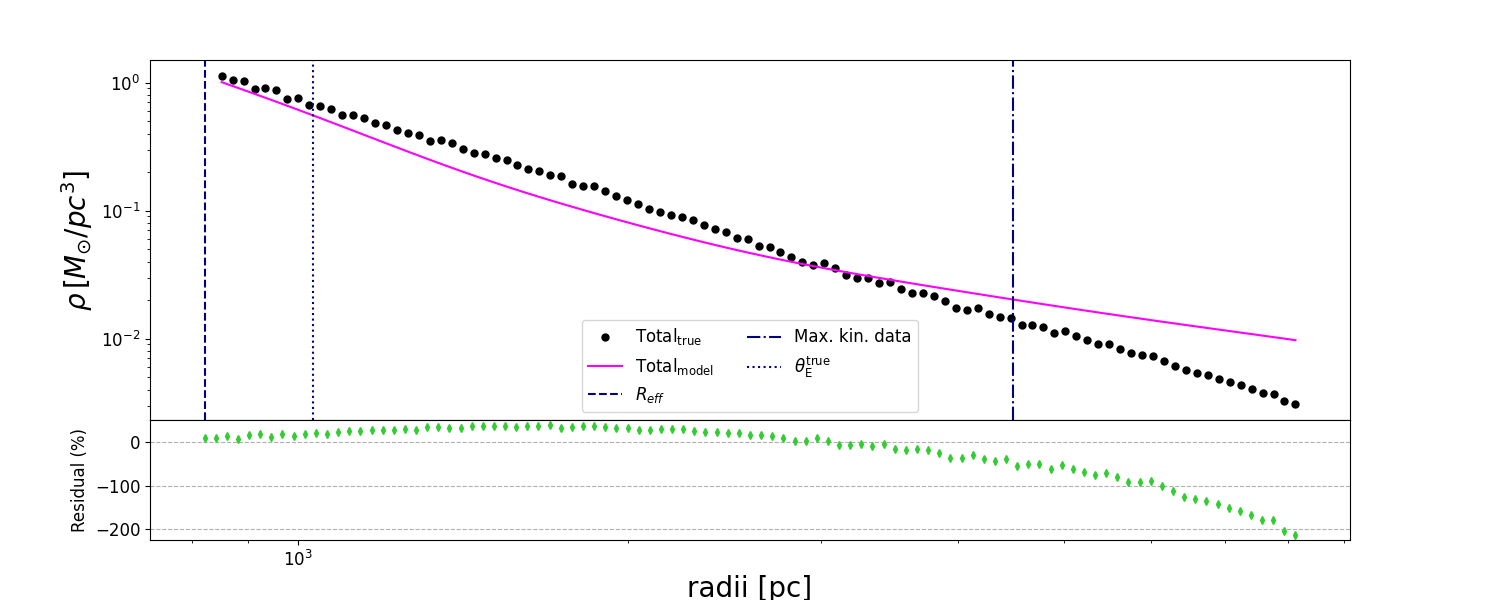 10⁰
10⁻¹
10⁻²
ρ [M⊙/pc³]
Total_true
Total_model
R_eff
Max. kin. data
θ_E^true
0
−100
−200
Residual (%)
10³
radii [pc]